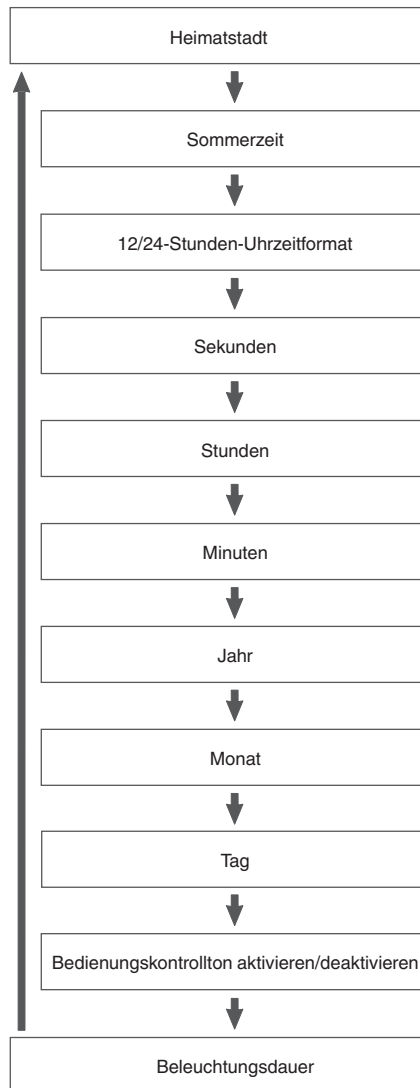 Heimatstadt
Sommerzeit
12/24-Stunden-Uhrzeitformat
Sekunden
Stunden
Minuten
Jahr
Monat
Tag
Bedienungskontrollton aktivieren/deaktivieren
Beleuchtungsdauer